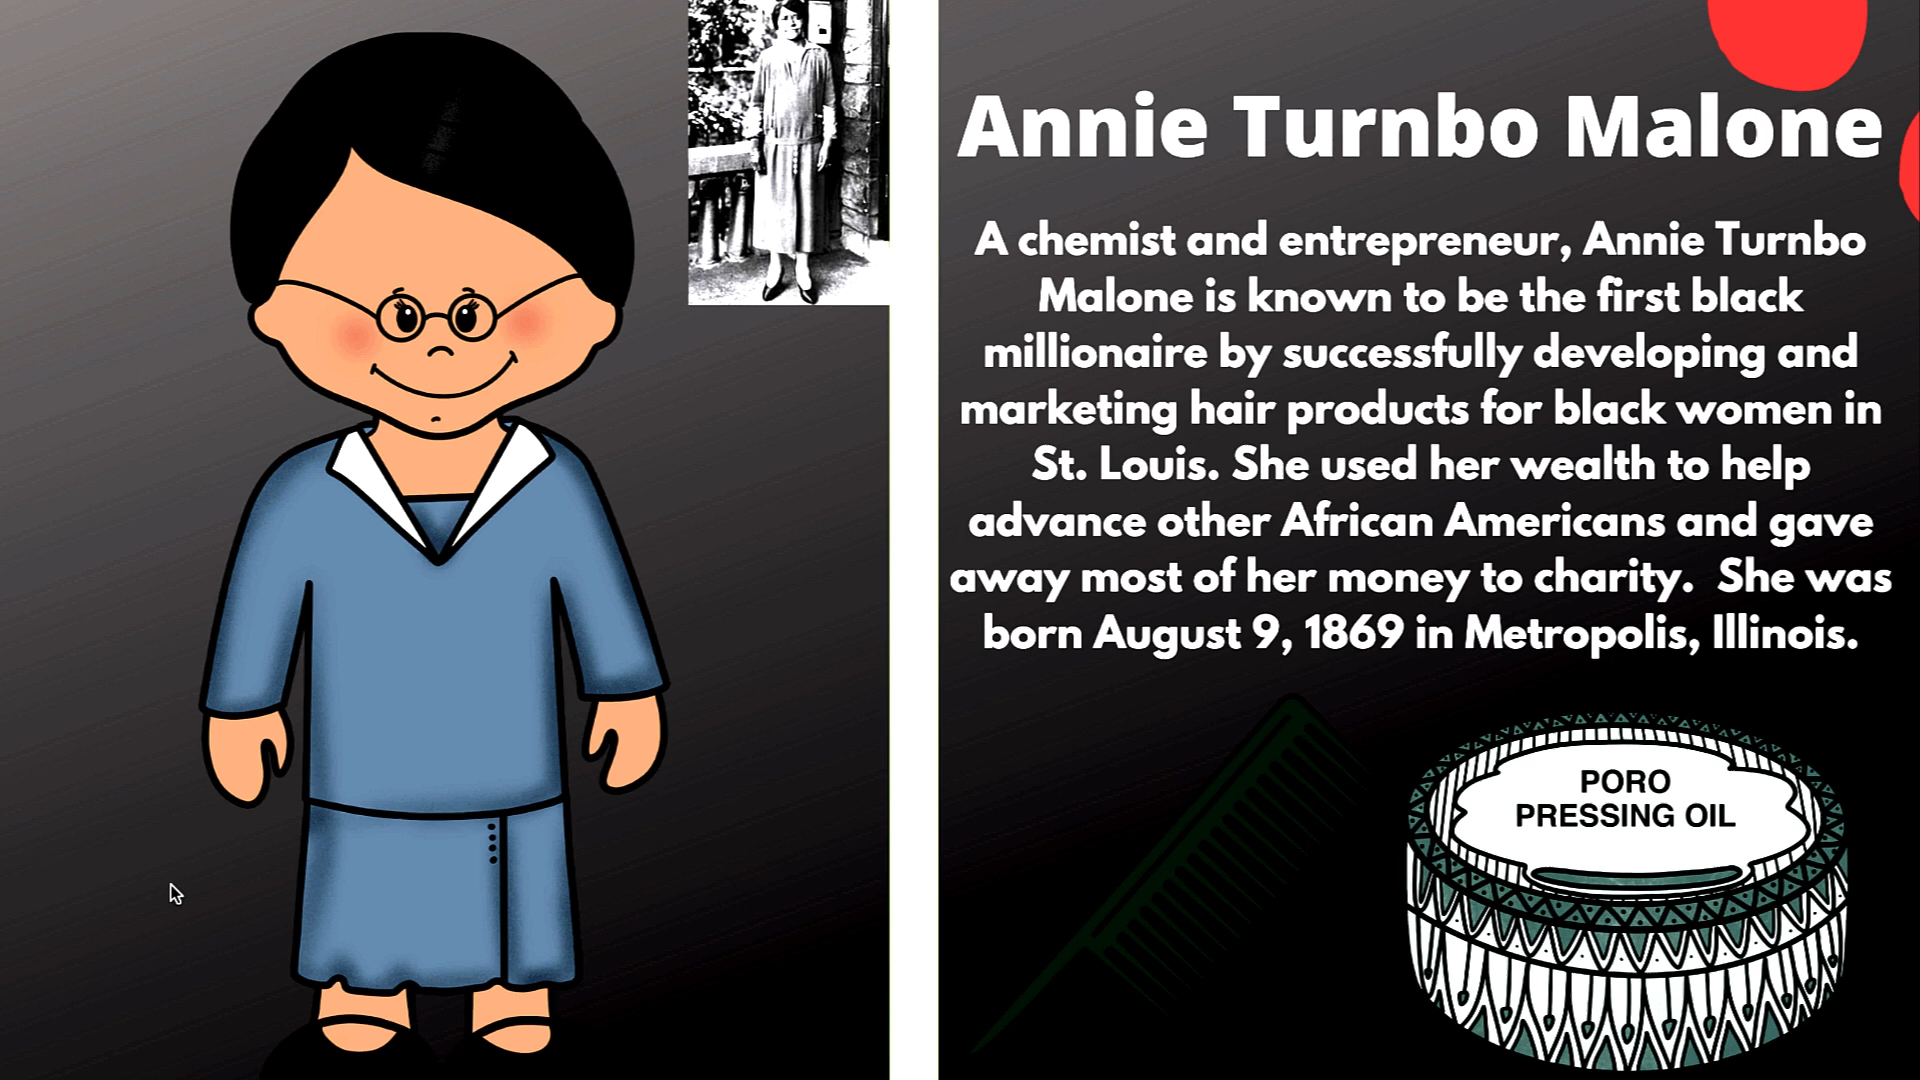 Annie Turnbo Malone
A chemist and entrepreneur, Annie Turnbo
Malone is known to be the first black
millionaire by successfully developing and
marketing hair products for black women in
St. Louis. She used her wealth to help
advance other African Americans and gave
away most of her money to charity.  She was
born August 9, 1869 in Metropolis, Illinois.
PORO
PRESSING OIL